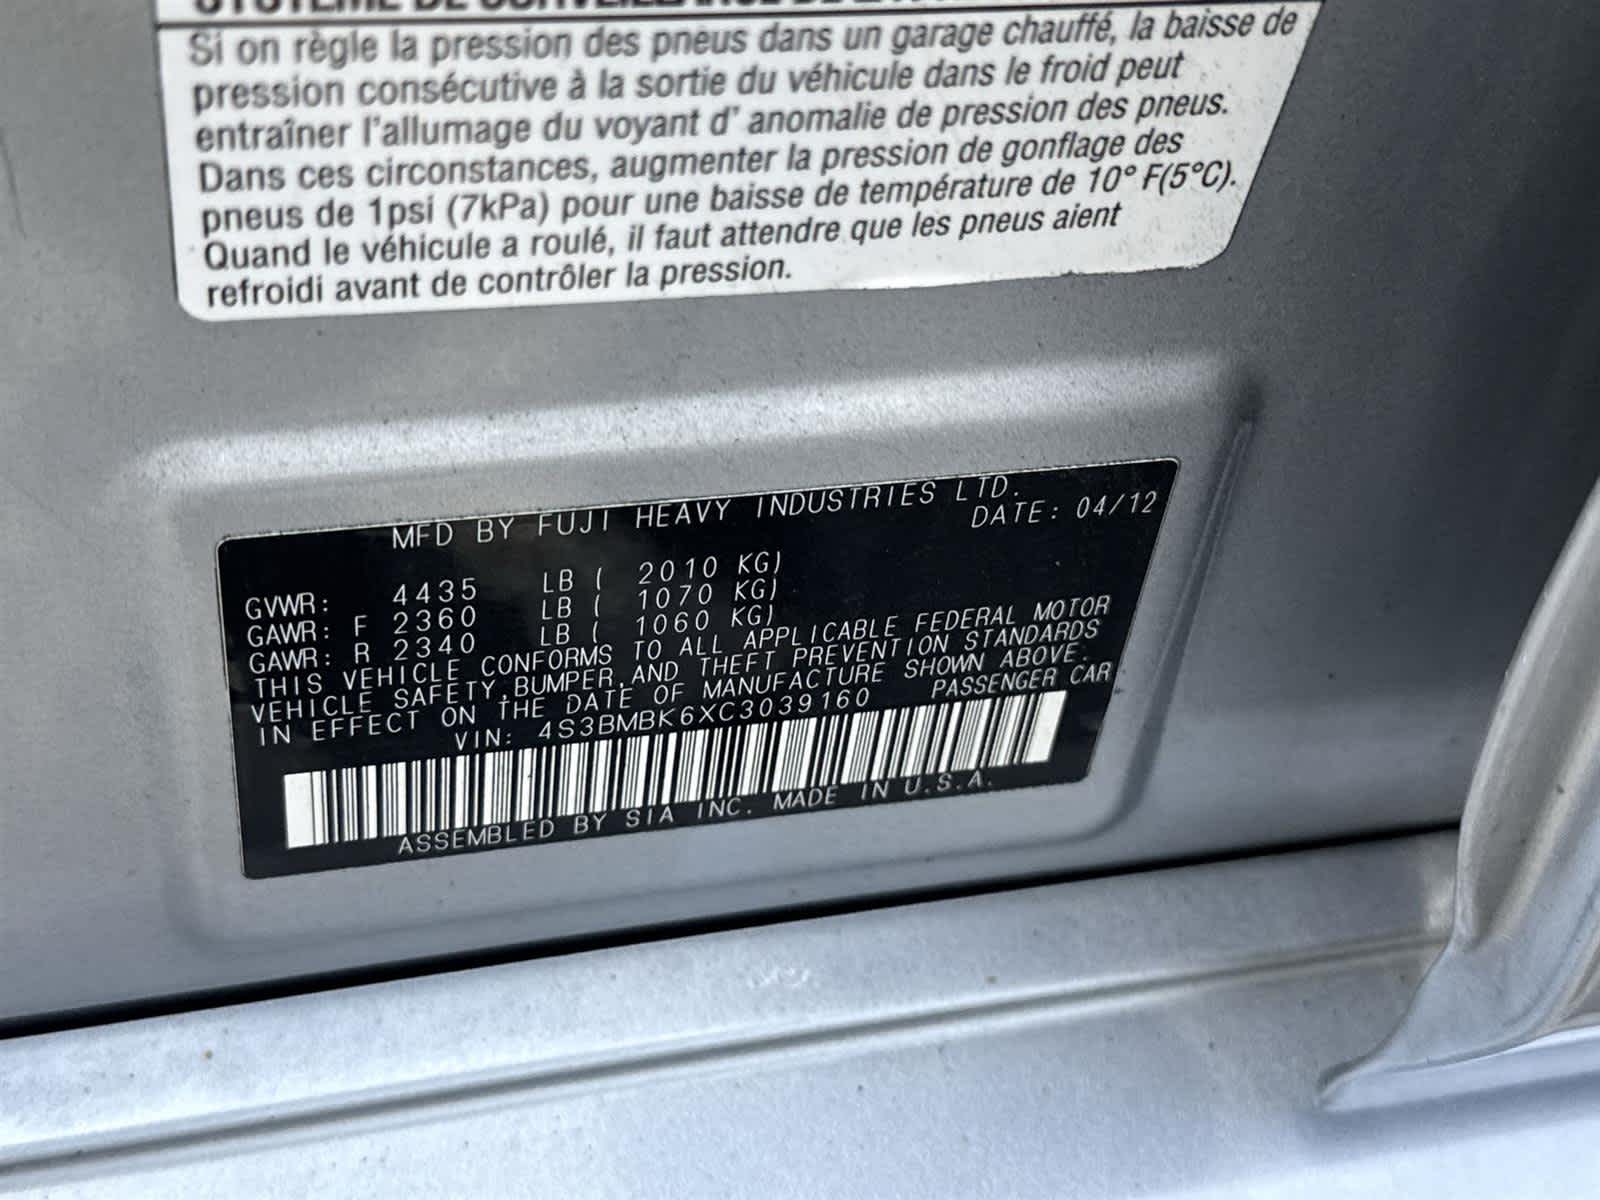 SYSTÈME DE SURVEILLANCE DE
Si on règle la pression des pneus dans un garage chauffé, la baisse de
pression consécutive à la sortie du véhicule dans le froid peut
entraîner l'allumage du voyant d' anomalie de pression des pneus.
Dans ces circonstances, augmenter la pression de gonflage des
pneus de 1psi (7kPa) pour une baisse de température de 10° F(5°C).
Quand le véhicule a roulé, il faut attendre que les pneus aient
refroidi avant de contrôler la pression.
MFD BY FUJI HEAVY INDUSTRIES LTD.
DATE: 04/12
GVWR: 4435 LB ( 2010 KG)
GAWR: F 2360 LB ( 1070 KG)
GAWR: R 2340 LB ( 1060 KG)
THIS VEHICLE CONFORMS TO ALL APPLICABLE FEDERAL MOTOR
VEHICLE SAFETY,BUMPER,AND THEFT PREVENTION STANDARDS
IN EFFECT ON THE DATE OF MANUFACTURE SHOWN ABOVE.
VIN: 4S3BMBK6XC3039160 PASSENGER CAR
ASSEMBLED BY SIA INC. MADE IN U.S.A.